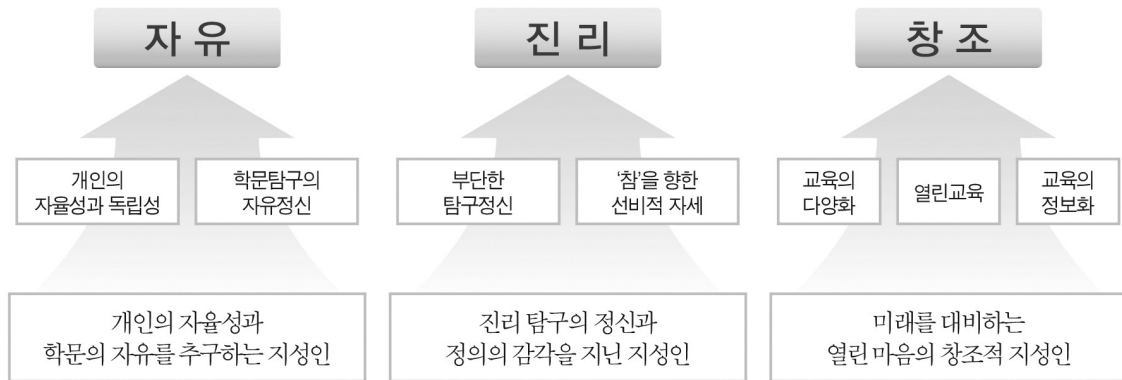 자유
개인의
자율성과 독립성
학문탐구의
자유정신
개인의 자율성과
학문의 자유를 추구하는 지성인
진리
부단한
탐구정신
‘참’을 향한
선비적 자세
진리 탐구의 정신과
정의의 감각을 지닌 지성인
창조
교육의
다양화
열린교육
교육의
정보화
미래를 대비하는
열린 마음의 창조적 지성인